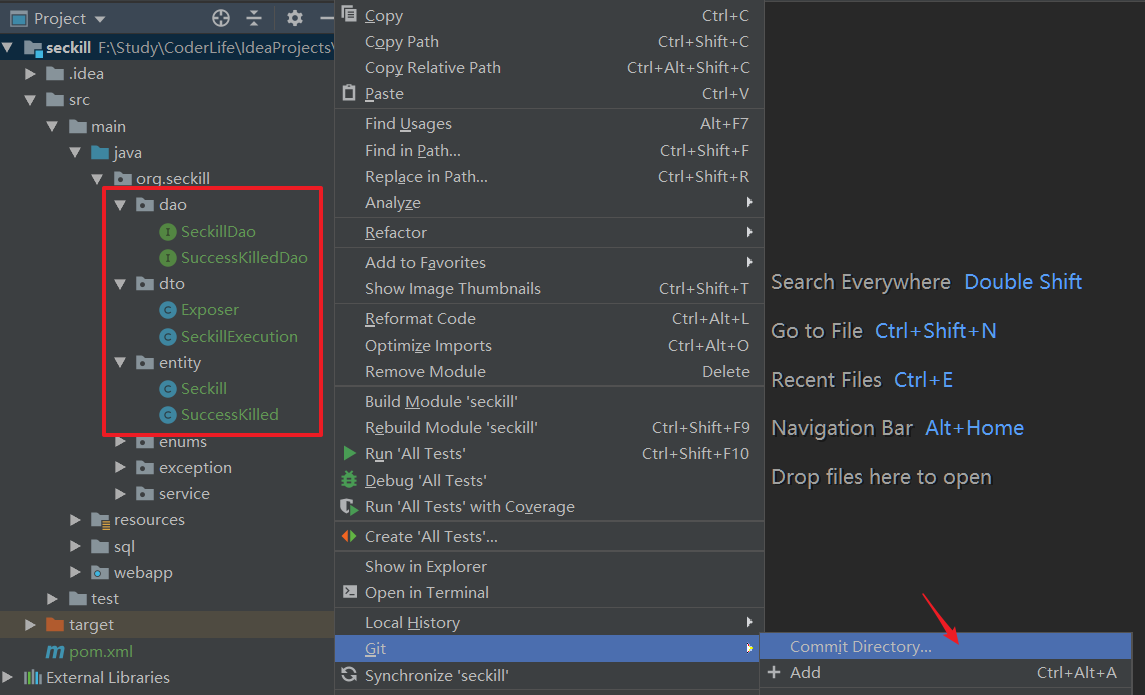 Project
seckill F:\Study\CoderLife\IdeaProjects\
.idea
src
main
java
org.seckill
dao
SeckillDao
SuccessKilledDao
dto
Exposer
SeckillExecution
entity
Seckill
SuccessKilled
enums
exception
service
resources
sql
webapp
test
target
pom.xml
External Libraries
Copy Ctrl+C
Copy Path Ctrl+Shift+C
Copy Relative Path Ctrl+Alt+Shift+C
Paste Ctrl+V
Find Usages Alt+F7
Find in Path... Ctrl+Shift+F
Replace in Path... Ctrl+Shift+R
Analyze
Refactor
Add to Favorites
Show Image Thumbnails Ctrl+Shift+T
Reformat Code Ctrl+Alt+L
Optimize Imports Ctrl+Alt+O
Remove Module Delete
Build Module 'seckill'
Rebuild Module 'seckill' Ctrl+Shift+F9
Run 'All Tests' Ctrl+Shift+F10
Debug 'All Tests'
Run 'All Tests' with Coverage
Create 'All Tests'...
Show in Explorer
Open in Terminal
Local History
Git
Synchronize 'seckill'
Commit Directory...
Add Ctrl+Alt+A
Search Everywhere Double Shift
Go to File Ctrl+Shift+N
Recent Files Ctrl+E
Navigation Bar Alt+Home
Drop files here to open